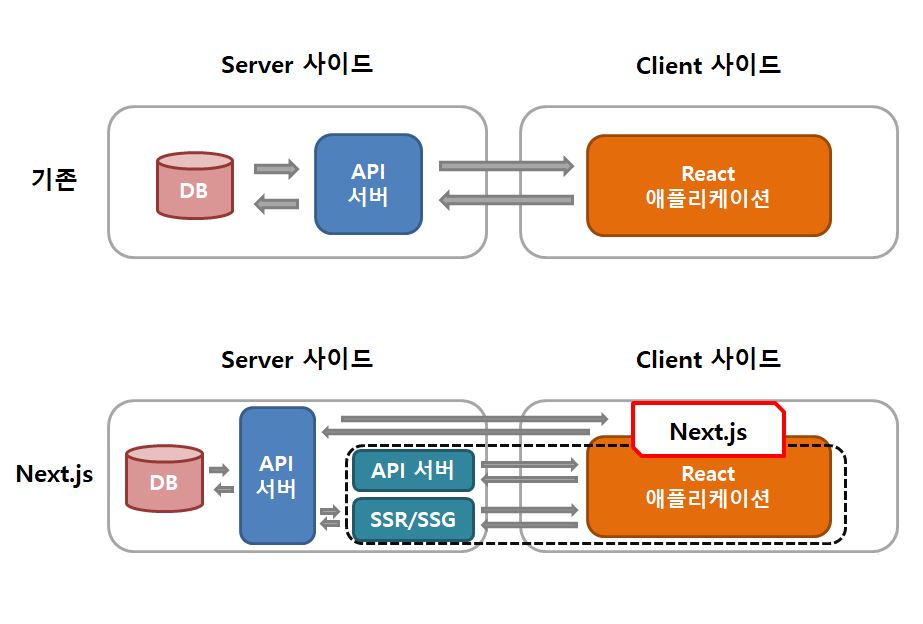 Server 사이드
Client 사이드
기존
DB
API
서버
React
애플리케이션
Server 사이드
Client 사이드
Next.js
DB
API
서버
API 서버
SSR/SSG
Next.js
React
애플리케이션